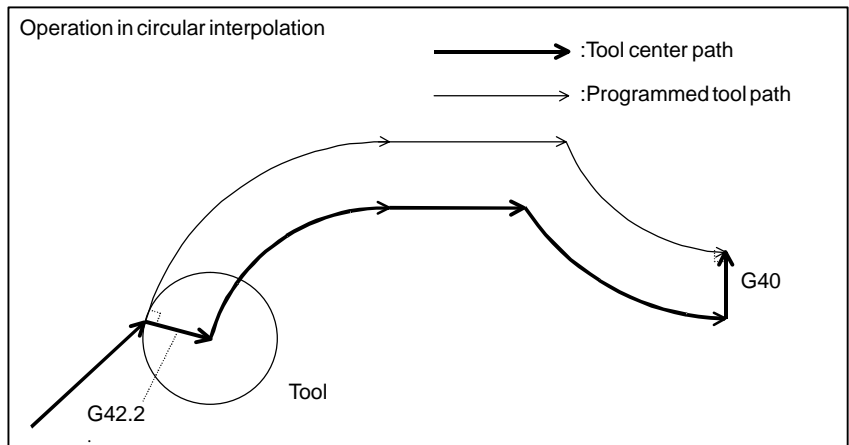 Operation in circular interpolation
:Tool center path
:Programmed tool path
G40
Tool
G42.2